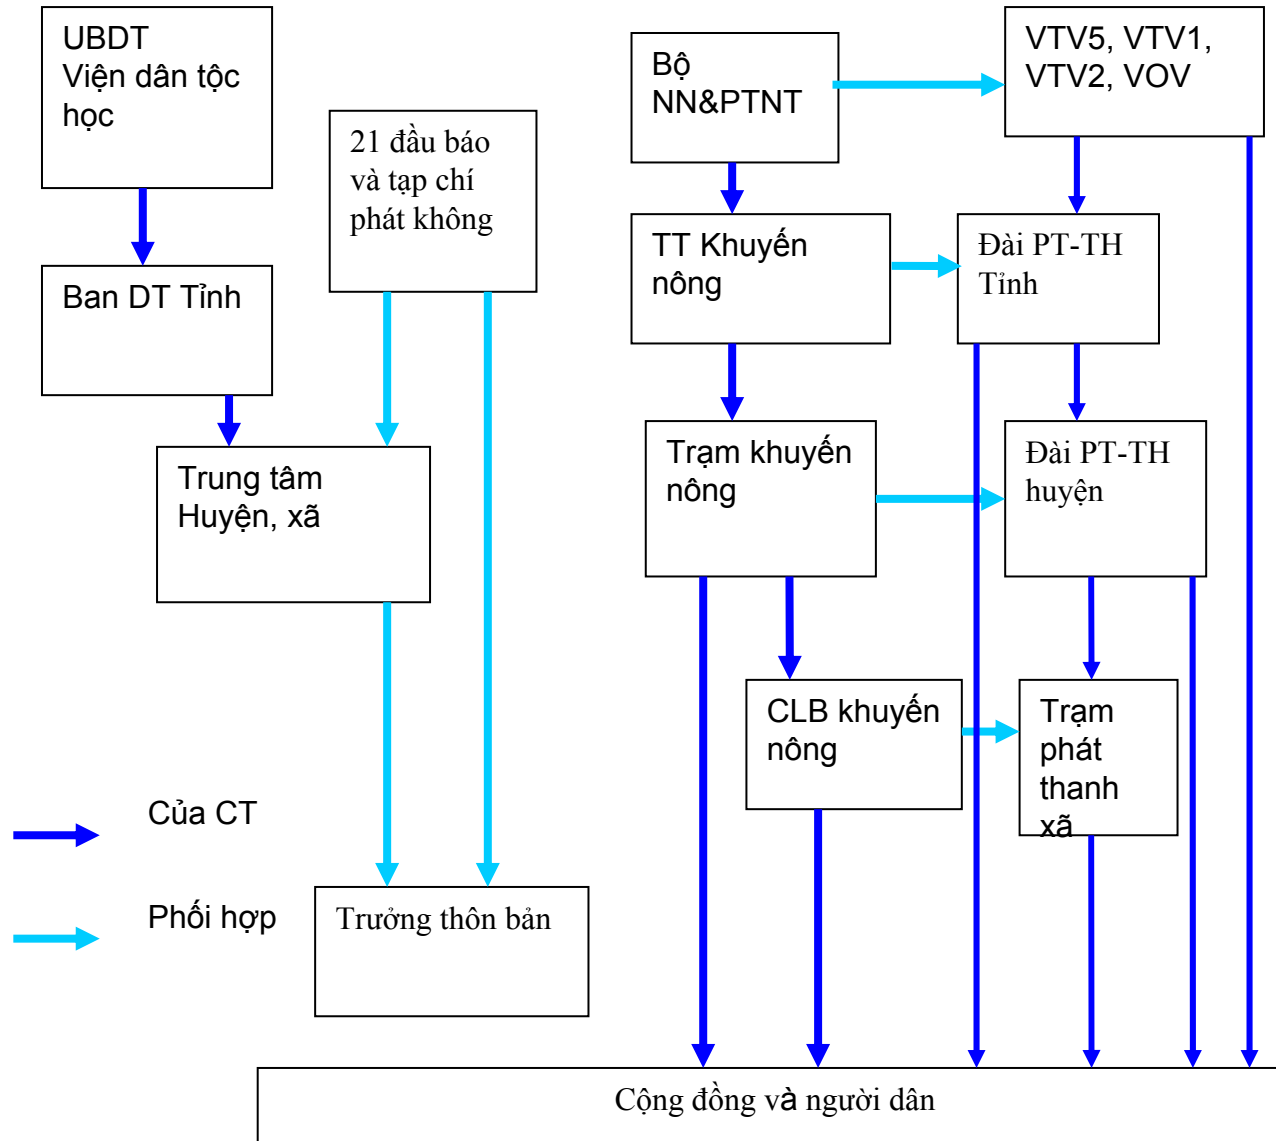 UBDT
Viện dân tộc
học
21 đầu báo
và tạp chí
phát không
Bộ
NN&PTNT
VTV5, VTV1,
VTV2, VOV
Ban DT Tỉnh
TT Khuyến
nông
Đài PT-TH
Tỉnh
Trung tâm
Huyện, xã
Trạm khuyến
nông
Đài PT-TH
huyện
CLB khuyến
nông
Trạm
phát
thanh
xã
Của CT
Phối hợp
Trưởng thôn bản
Cộng đồng và người dân